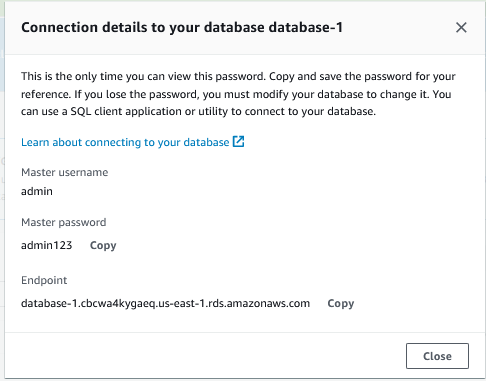 Connection details to your database database-1
This is the only time you can view this password. Copy and save the password for your
reference. If you lose the password, you must modify your database to change it. You
can use a SQL client application or utility to connect to your database.
Learn about connecting to your database
Master username
admin
Master password
admin123 Copy
Endpoint
database-1.cbcwa4kygaeq.us-east-1.rds.amazonaws.com Copy
Close